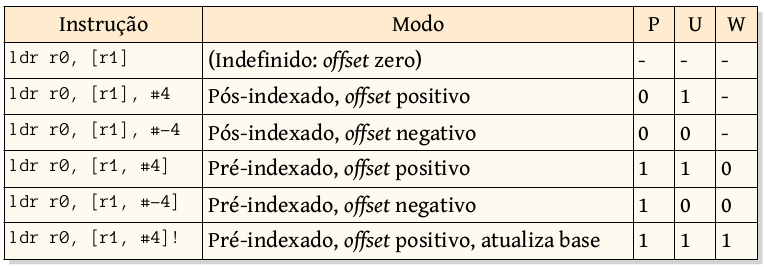 Instrução Modo P U W
ldr r0, [r1] (Indefinido: offset zero) - - -
ldr r0, [r1], #4 Pós-indexado, offset positivo 0 1 -
ldr r0, [r1], #-4 Pós-indexado, offset negativo 0 0 -
ldr r0, [r1, #4] Pré-indexado, offset positivo 1 1 0
ldr r0, [r1, #-4] Pré-indexado, offset negativo 1 0 0
ldr r0, [r1, #4]! Pré-indexado, offset positivo, atualiza base 1 1 1